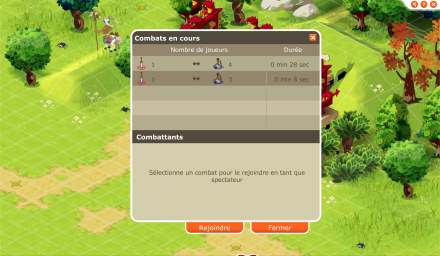 Combats en cours
Nombre de joueurs Durée
1 4 0 min 28 sec
1 3 0 min 8 sec
Combattants
Sélectionne un combat pour le rejoindre en tant que
spectateur
Rejoindre Fermer